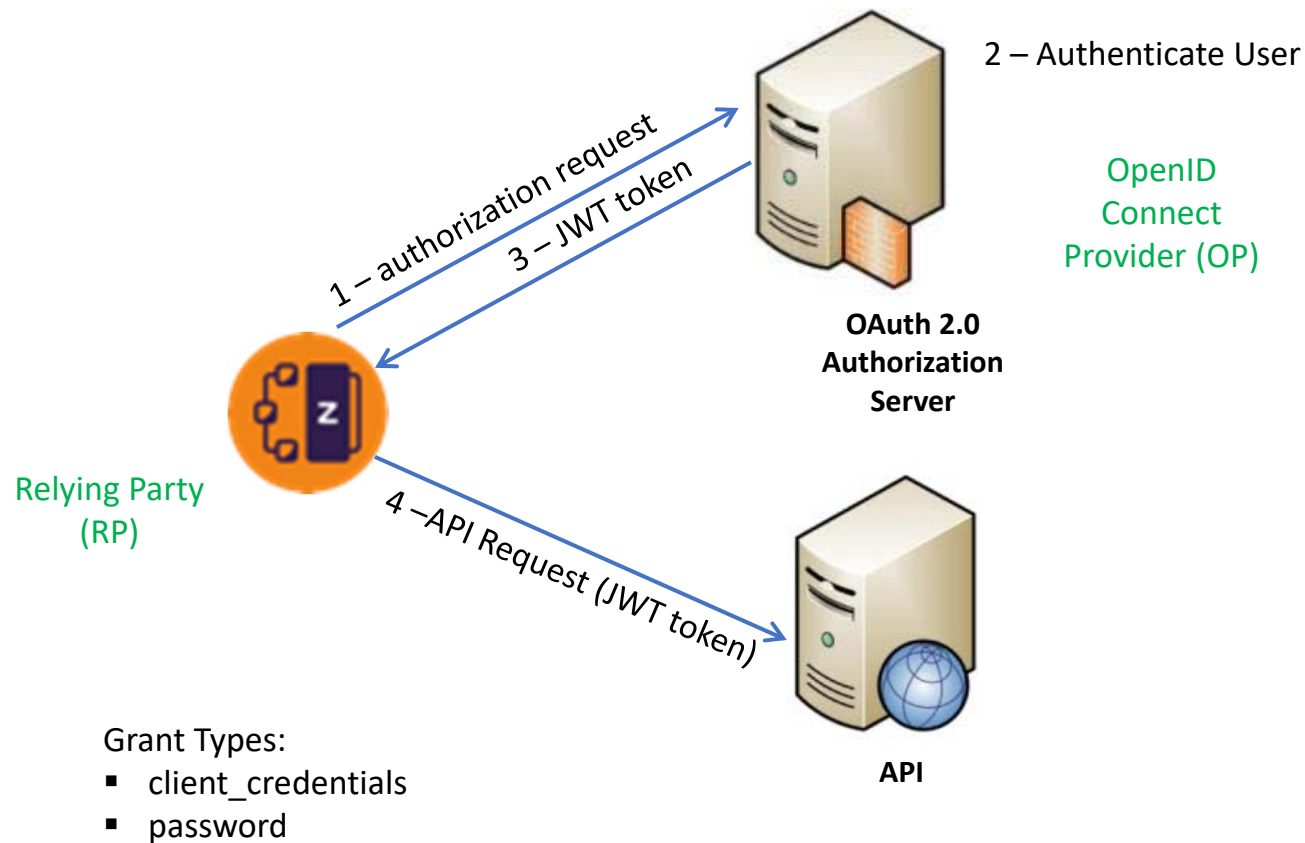 2 – Authenticate User
1 – authorization request
3 – JWT token
OpenID
Connect
Provider (OP)
OAuth 2.0
Authorization
Server
Z
Relying Party
(RP)
4 –API Request (JWT token)
API
Grant Types:
▪ client_credentials
▪ password